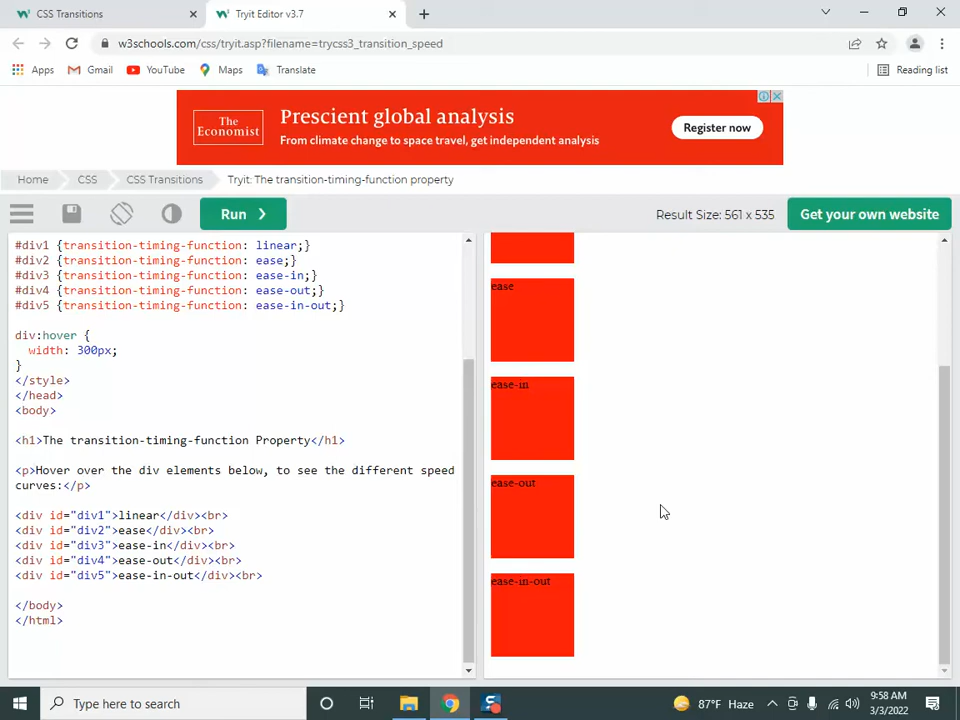 CSS Transitions
Tryit Editor v3.7
w3schools.com/css/tryit.asp?filename=trycss3_transition_speed
Apps
Gmail
YouTube
Maps
Translate
Reading list
The Economist
Prescient global analysis
From climate change to space travel, get independent analysis
Register now
Home
CSS
CSS Transitions
Tryit: The transition-timing-function property
Run
Result Size: 561 x 535
Get your own website
#div1 {transition-timing-function: linear;}
#div2 {transition-timing-function: ease;}
#div3 {transition-timing-function: ease-in;}
#div4 {transition-timing-function: ease-out;}
#div5 {transition-timing-function: ease-in-out;}
div:hover {
width: 300px;
}
</style>
</head>
<body>
<h1>The transition-timing-function Property</h1>
<p>Hover over the div elements below, to see the different speed
curves:</p>
<div id="div1">linear</div><br>
<div id="div2">ease</div><br>
<div id="div3">ease-in</div><br>
<div id="div4">ease-out</div><br>
<div id="div5">ease-in-out</div><br>
</body>
</html>
ease
ease-in
ease-out
ease-in-out
Type here to search
87°F Haze
9:58 AM
3/3/2022